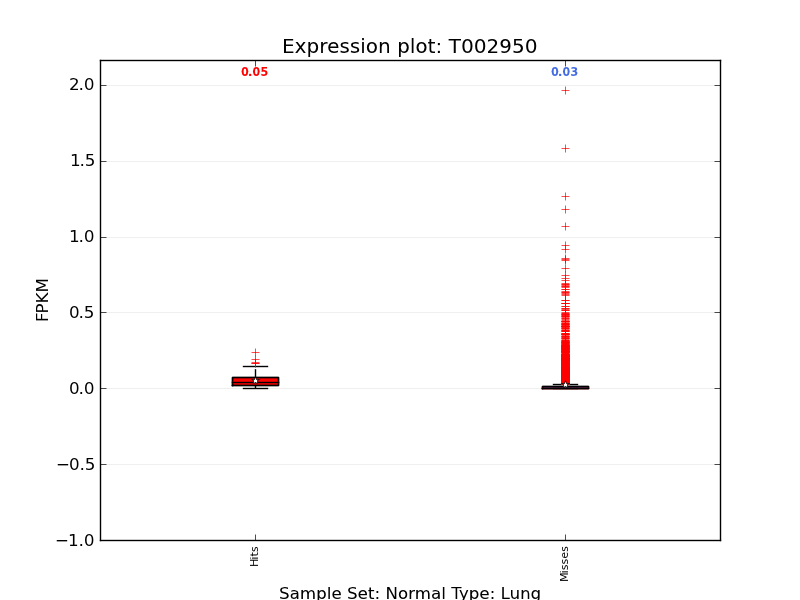 Expression plot: T002950
0.05
0.03
2.0
1.5
1.0
0.5
0.0
−0.5
−1.0
FPKM
Hits
Misses
Sample Set: Normal Type: Lung